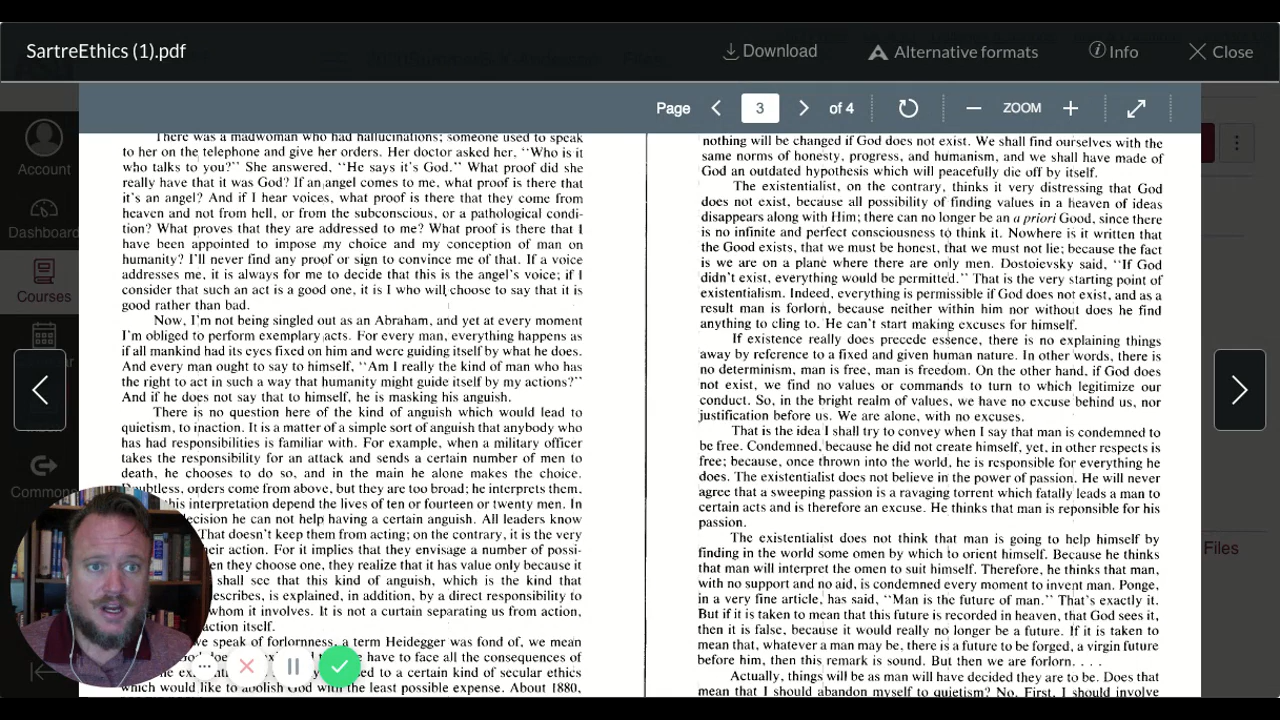 SartreEthics (1).pdf
Download
Alternative formats
Info
Close
Page
3
of 4
ZOOM
Account
Dashboard
Courses
Commons
Files
There was a madwoman who had hallucinations; someone used to speak
to her on the telephone and give her orders. Her doctor asked her, "Who is it
who talks to you?" She answered, "He says it's God." What proof did she
really have that it was God? If an angel comes to me, what proof is there that
it's an angel? And if I hear voices, what proof is there that they come from
heaven and not from hell, or from the subconscious, or a pathological condi-
tion? What proves that they are addressed to me? What proof is there that I
have been appointed to impose my choice and my conception of man on
humanity? I'll never find any proof or sign to convince me of that. If a voice
addresses me, it is always for me to decide that this is the angel's voice; if I
consider that such an act is a good one, it is I who will choose to say that it is
good rather than bad.
Now, I'm not being singled out as an Abraham, and yet at every moment
I'm obliged to perform exemplary acts. For every man, everything happens as
if all mankind had its eyes fixed on him and were guiding itself by what he does.
And every man ought to say to himself, "Am I really the kind of man who has
the right to act in such a way that humanity might guide itself by my actions?"
And if he does not say that to himself, he is masking his anguish.
There is no question here of the kind of anguish which would lead to
quietism, to inaction. It is a matter of a simple sort of anguish that anybody who
has had responsibilities is familiar with. For example, when a military officer
takes the responsibility for an attack and sends a certain number of men to
death, he chooses to do so, and in the main he alone makes the choice.
Doubtless, orders come from above, but they are too broad; he interprets them,
this interpretation depend the lives of ten or fourteen or twenty men. In
decision he can not help having a certain anguish. All leaders know
That doesn't keep them from acting; on the contrary, it is the very
their action. For it implies that they envisage a number of possi-
en they choose one, they realize that it has value only because it
shall see that this kind of anguish, which is the kind that
describes, is explained, in addition, by a direct responsibility to
whom it involves. It is not a curtain separating us from action,
action itself.
we speak of forlornness, a term Heidegger was fond of, we mean
have to face all the consequences of
sed to a certain kind of secular ethics
which would like to abolish God with the least possible expense. About 1880,
nothing will be changed if God does not exist. We shall find ourselves with the
same norms of honesty, progress, and humanism, and we shall have made of
God an outdated hypothesis which will peacefully die off by itself.
The existentialist, on the contrary, thinks it very distressing that God
does not exist, because all possibility of finding values in a heaven of ideas
disappears along with Him; there can no longer be an a priori Good, since there
is no infinite and perfect consciousness to think it. Nowhere is it written that
the Good exists, that we must be honest, that we must not lie; because the fact
is we are on a plane where there are only men. Dostoievsky said, "If God
didn't exist, everything would be permitted." That is the very starting point of
existentialism. Indeed, everything is permissible if God does not exist, and as a
result man is forlorn, because neither within him nor without does he find
anything to cling to. He can't start making excuses for himself.
If existence really does precede essence, there is no explaining things
away by reference to a fixed and given human nature. In other words, there is
no determinism, man is free, man is freedom. On the other hand, if God does
not exist, we find no values or commands to turn to which legitimize our
conduct. So, in the bright realm of values, we have no excuse behind us, nor
justification before us. We are alone, with no excuses.
That is the idea I shall try to convey when I say that man is condemned to
be free. Condemned, because he did not create himself, yet, in other respects is
free; because, once thrown into the world, he is responsible for everything he
does. The existentialist does not believe in the power of passion. He will never
agree that a sweeping passion is a ravaging torrent which fatally leads a man to
certain acts and is therefore an excuse. He thinks that man is reponsible for his
passion.
The existentialist does not think that man is going to help himself by
finding in the world some omen by which to orient himself. Because he thinks
that man will interpret the omen to suit himself. Therefore, he thinks that man,
with no support and no aid, is condemned every moment to invent man. Ponge,
in a very fine article, has said, "Man is the future of man." That's exactly it.
But if it is taken to mean that this future is recorded in heaven, that God sees it,
then it is false, because it would really no longer be a future. If it is taken to
mean that, whatever a man may be, there is a future to be forged, a virgin future
before him, then this remark is sound. But then we are forlorn. . . .
Actually, things will be as man will have decided they are to be. Does that
mean that I should abandon myself to quietism? No. First, I should involve